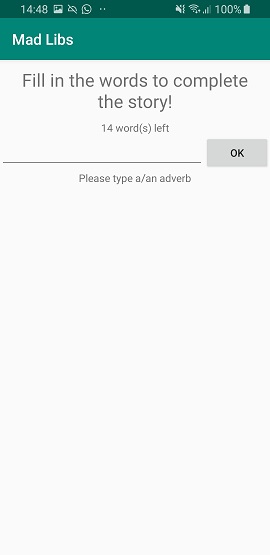 14:48
100%
Mad Libs
Fill in the words to complete
the story!
14 word(s) left
OK
Please type a/an adverb